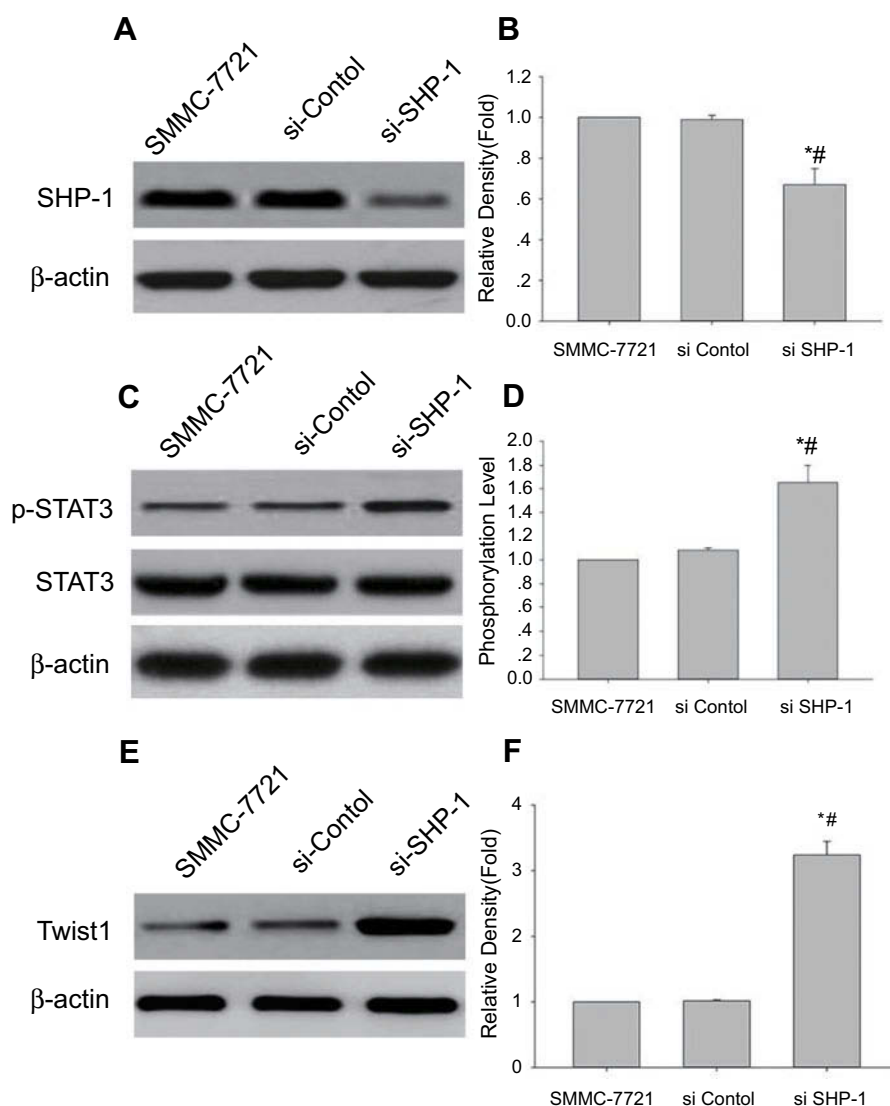 A
SMMC-7721
si-Contol
si-SHP-1
SHP-1
β-actin
B
Relative Density(Fold)
1.2
1.0
.8
.6
.4
.2
0.0
*#
SMMC-7721
si Contol
si SHP-1
C
SMMC-7721
si-Contol
si-SHP-1
p-STAT3
STAT3
β-actin
D
Phosphorylation Level
2.0
1.8
1.6
1.4
1.2
1.0
.8
.6
.4
.2
0.0
*#
SMMC-7721
si Contol
si SHP-1
E
SMMC-7721
si-Contol
si-SHP-1
Twist1
β-actin
F
Relative Density(Fold)
4
3
2
1
0
*#
SMMC-7721
si Contol
si SHP-1